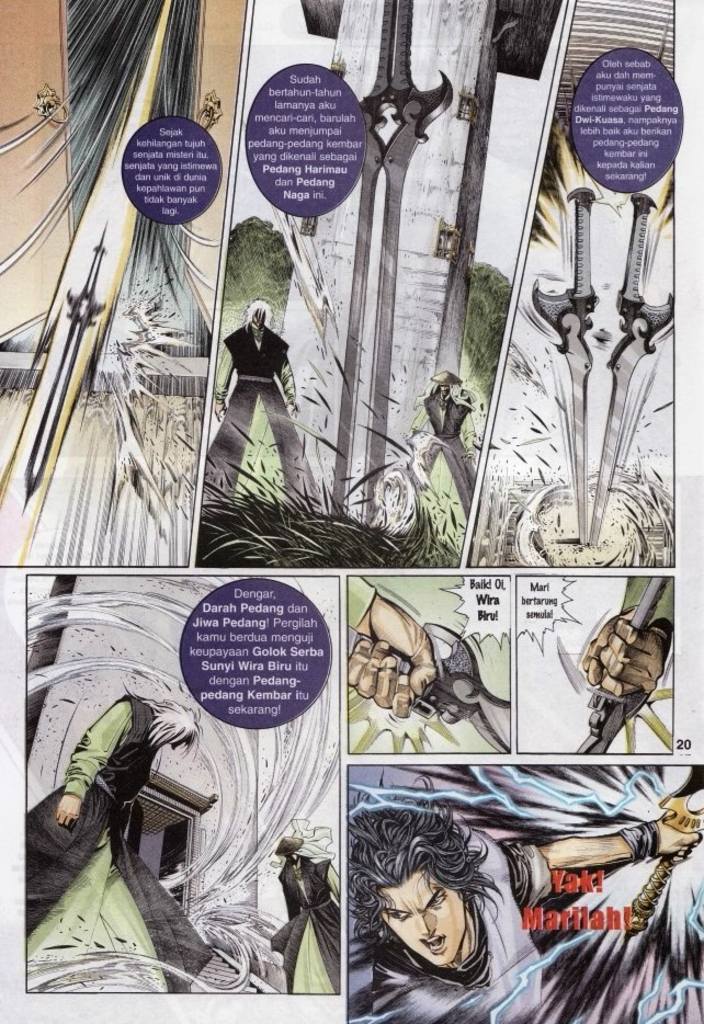 Sejak
kehilangan tujuh
senjata misteri itu,
senjata yang istimewa
dan unik di dunia
kepahlawan pun
tidak banyak
lagi.
Sudah
bertahun-tahun
lamanya aku
mencari-cari, barulah
aku menjumpai
pedang-pedang kembar
yang dikenali sebagai
Pedang Harimau
dan Pedang
Naga ini.
Oleh sebab
aku dah mem-
punyai senjata
istimewaku yang
dikenali sebagai Pedang
Dwi-Kuasa, nampaknya
lebih baik aku berikan
pedang-pedang
kembar ini
kepada kalian
sekarang!
Dengar,
Darah Pedang dan
Jiwa Pedang! Pergilah
kamu berdua menguji
keupayaan Golok Serba
Sunyi Wira Biru itu
dengan Pedang-
pedang Kembar itu
sekarang!
Baik! Oi,
Wira
Biru!
Mari
bertarung
semula!
20
Yak!
Marilah!